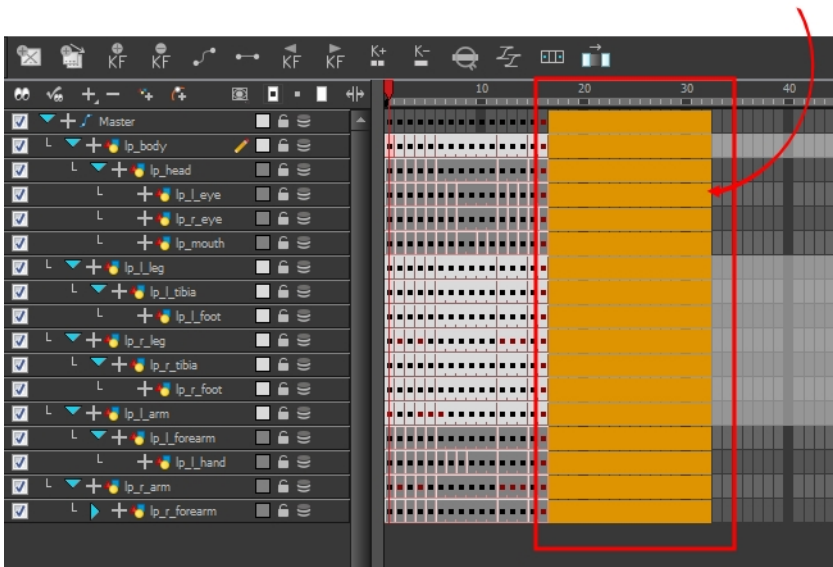 KF KF KF KF K+ K-
10 20 30 40
Master
lp_body
lp_head
lp_l_eye
lp_r_eye
lp_mouth
lp_l_leg
lp_l_tibia
lp_l_foot
lp_r_leg
lp_r_tibia
lp_r_foot
lp_l_arm
lp_l_forearm
lp_l_hand
lp_r_arm
lp_r_forearm